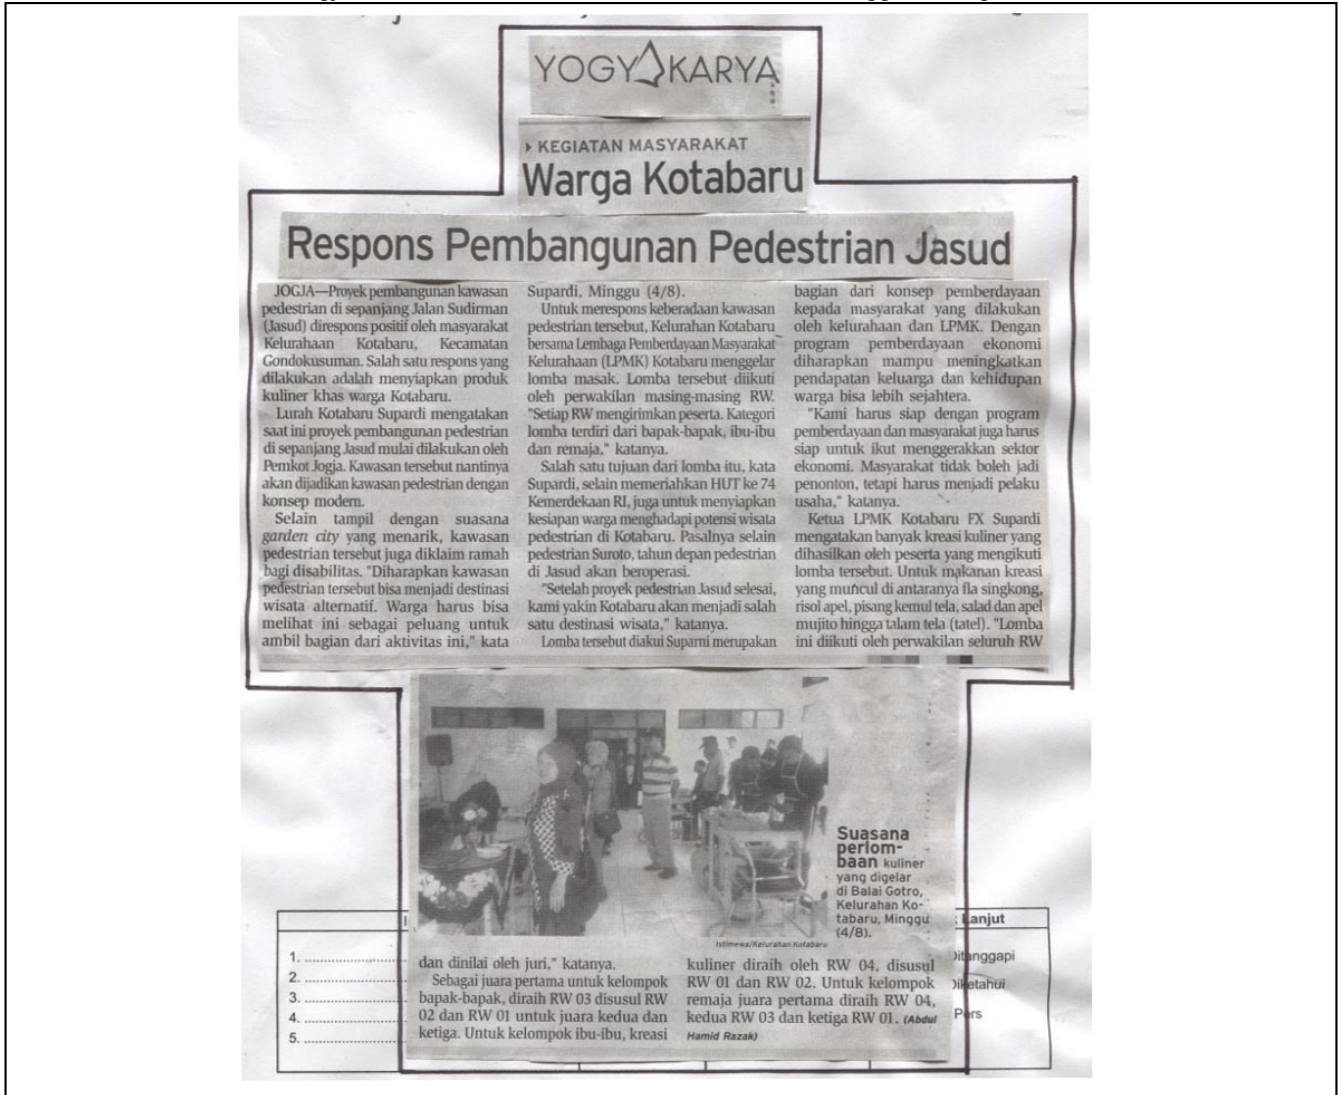 YOGYAKARYA
KEGIATAN MASYARAKAT
Warga Kotabaru
Respons Pembangunan Pedestrian Jasud
JOGJA—Proyek pembangunan kawasan
pedestrian di sepanjang Jalan Sudirman
(Jasud) direspons positif oleh masyarakat
Kelurahan Kotabaru, Kecamatan
Gondokusuman. Salah satu respons yang
dilakukan adalah menyiapkan produk
kuliner khas warga Kotabaru.
Lurah Kotabaru Supardi mengatakan
saat ini proyek pembangunan pedestrian
di sepanjang Jasud mulai dilakukan oleh
Pemkot Jogja. Kawasan tersebut nantinya
akan dijadikan kawasan pedestrian dengan
konsep modern.
Selain tampil dengan suasana
garden city yang menarik, kawasan
pedestrian tersebut juga diklaim ramah
bagi disabilitas. "Diharapkan kawasan
pedestrian tersebut bisa menjadi destinasi
wisata alternatif. Warga harus bisa
melihat ini sebagai peluang untuk
ambil bagian dari aktivitas ini," kata
Supardi, Minggu (4/8).
Untuk merespons keberadaan kawasan
pedestrian tersebut, Kelurahan Kotabaru
bersama Lembaga Pemberdayaan Masyarakat
Kelurahaan (LPMK) Kotabaru menggelar
lomba masak. Lomba tersebut diikuti
oleh perwakilan masing-masing RW.
"Setiap RW mengirimkan peserta. Kategori
lomba terdiri dari bapak-bapak, ibu-ibu
dan remaja," katanya.
Salah satu tujuan dari lomba itu, kata
Supardi, selain memeriahkan HUT ke 74
Kemerdekaan RI, juga untuk menyiapkan
kesiapan warga menghadapi potensi wisata
pedestrian di Kotabaru. Pasalnya selain
pedestrian Suroto, tahun depan pedestrian
di Jasud akan beroperasi.
"Setelah proyek pedestrian Jasud selesai,
kami yakin Kotabaru akan menjadi salah
satu destinasi wisata," katanya.
Lomba tersebut diakui Suparni merupakan
bagian dari konsep pemberdayaan
kepada masyarakat yang dilakukan
oleh kelurahaan dan LPMK. Dengan
program pemberdayaan ekonomi
diharapkan mampu meningkatkan
pendapatan keluarga dan kehidupan
warga bisa lebih sejahtera.
"Kami harus siap dengan program
pemberdayaan dan masyarakat juga harus
siap untuk ikut menggerakkan sektor
ekonomi. Masyarakat tidak boleh jadi
penonton, tetapi harus menjadi pelaku
usaha," katanya.
Ketua LPMK Kotabaru FX Supardi
mengatakan banyak kreasi kuliner yang
dihasilkan oleh peserta yang mengikuti
lomba tersebut. Untuk makanan kreasi
yang muncul di antaranya fla singkong,
risol apel, pisang kemul tela, salad dan apel
mujito hingga talam tela (tatel). "Lomba
ini diikuti oleh perwakilan seluruh RW
Suasana
perlom-
baan kuliner
yang digelar
di Balai Gotro,
Kelurahan Ko-
tabaru, Minggu
(4/8).
Istimewa/Kelurahan Kotabaru
dan dinilai oleh juri," katanya.
Sebagai juara pertama untuk kelompok
bapak-bapak, diraih RW 03 disusul RW
02 dan RW 01 untuk juara kedua dan
ketiga. Untuk kelompok ibu-ibu, kreasi
kuliner diraih oleh RW 04, disusul
RW 01 dan RW 02. Untuk kelompok
remaja juara pertama diraih RW 04,
kedua RW 03 dan ketiga RW 01. (Abdul
Hamid Razak)
1.
2.
3.
4.
5.
Lanjut
Ditanggapi
Diketahui
Pers